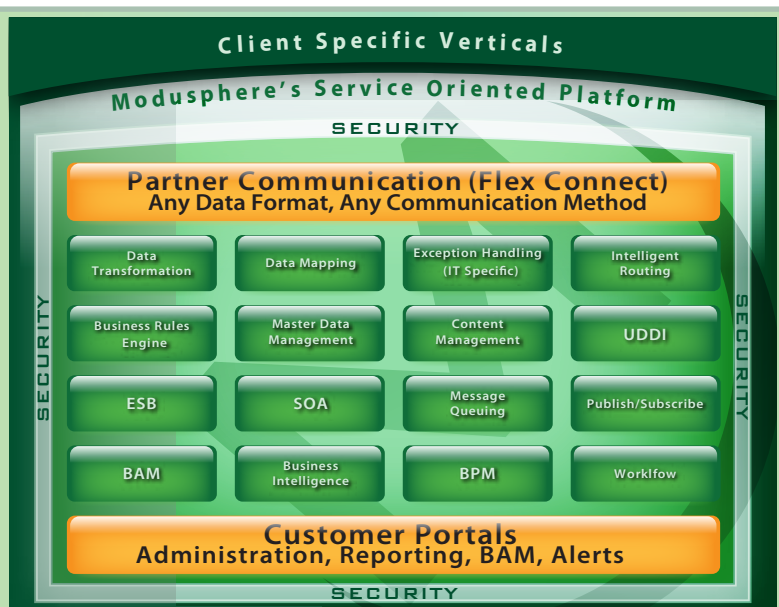 Client Specific Verticals
Modusphere's Service Oriented Platform
SECURITY
Partner Communication (Flex Connect)
Any Data Format, Any Communication Method
Data
Transformation
Data Mapping
Exception Handling
(IT Specific)
Intelligent
Routing
SECURITY
SECURITY
Business Rules
Engine
Master Data
Management
Content
Management
UDDI
ESB
SOA
Message
Queuing
Publish/Subscribe
BAM
Business
Intelligence
BPM
Worklfow
Customer Portals
Administration, Reporting, BAM, Alerts
SECURITY